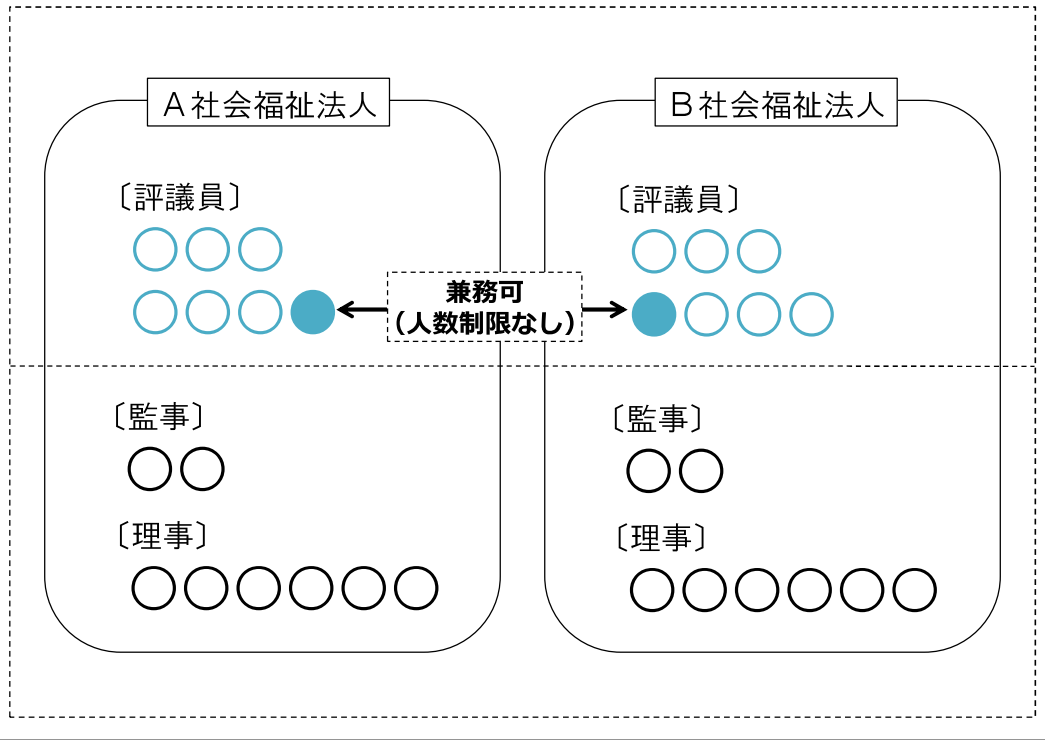 A社会福祉法人
B社会福祉法人
〔評議員〕
〔評議員〕
兼務可
（人数制限なし）
〔監事〕
〔監事〕
〔理事〕
〔理事〕